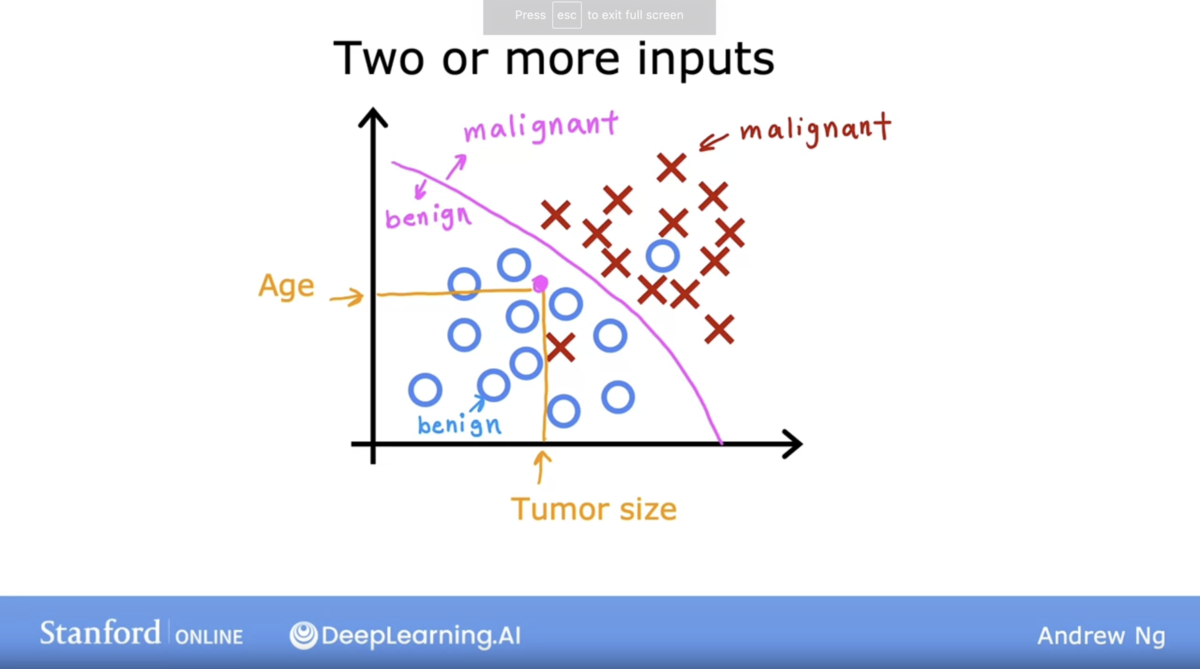 Press esc to exit full screen
Two or more inputs
malignant
malignant
benign
Age
benign
Tumor size
Stanford ONLINE
DeepLearning.AI
Andrew Ng